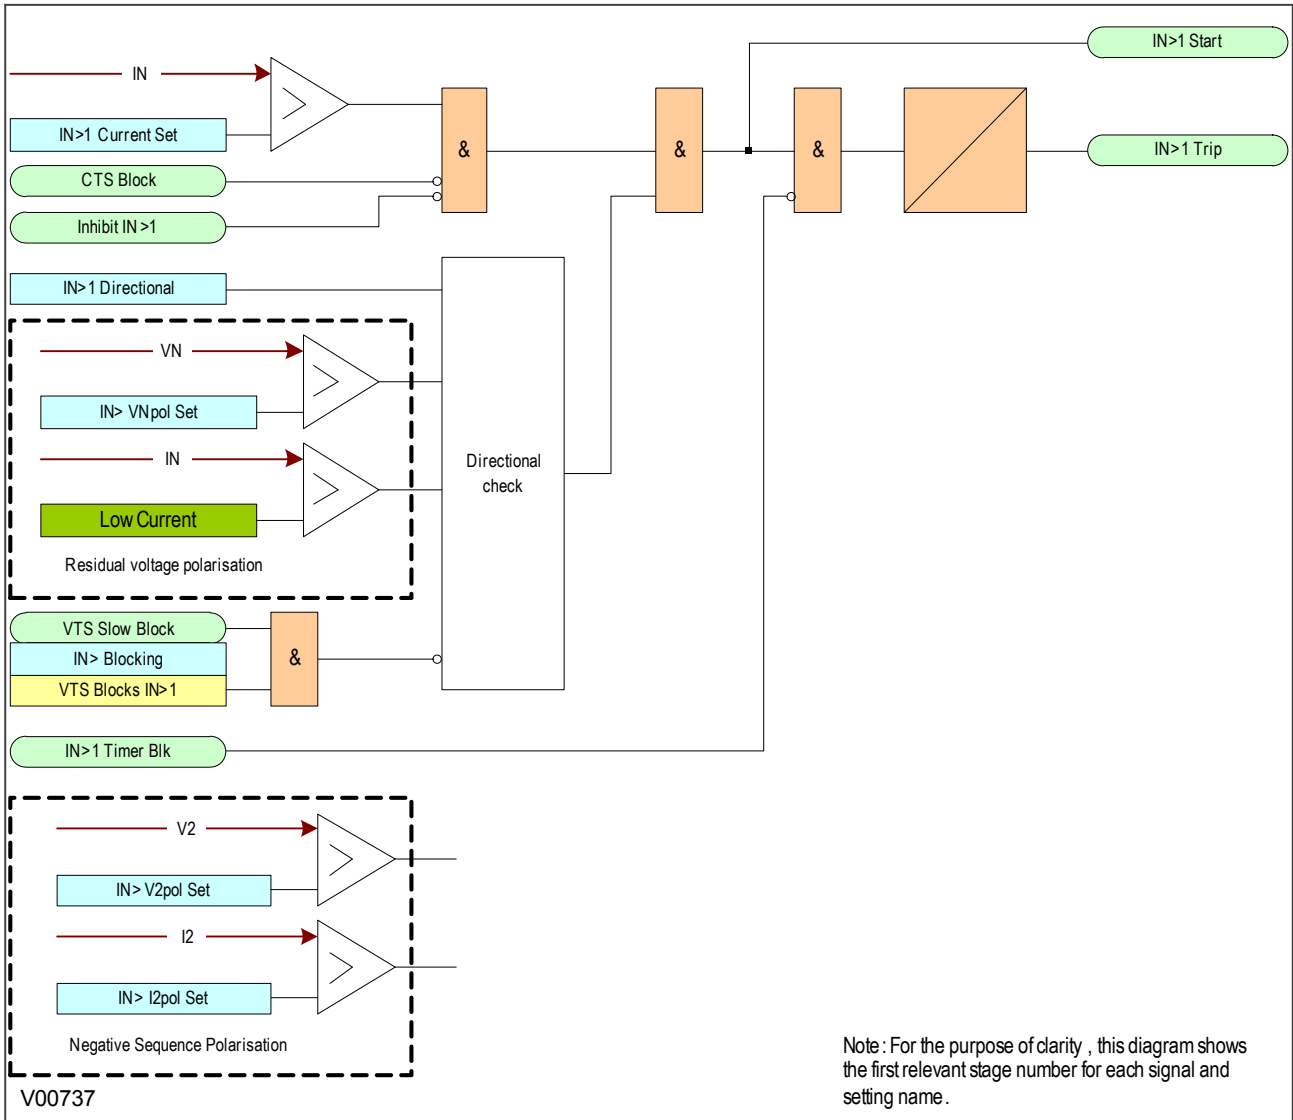 IN>1 Start
IN
IN>1 Current Set
&
&
&
IN>1 Trip
CTS Block
Inhibit IN >1
IN>1 Directional
VN
IN> VNpol Set
IN
Low Current
Directional
check
Residual voltage polarisation
VTS Slow Block
IN> Blocking
&
VTS Blocks IN>1
IN>1 Timer Blk
V2
IN> V2pol Set
I2
IN> I2pol Set
Negative Sequence Polarisation
Note: For the purpose of clarity , this diagram shows
the first relevant stage number for each signal and
setting name.
V00737